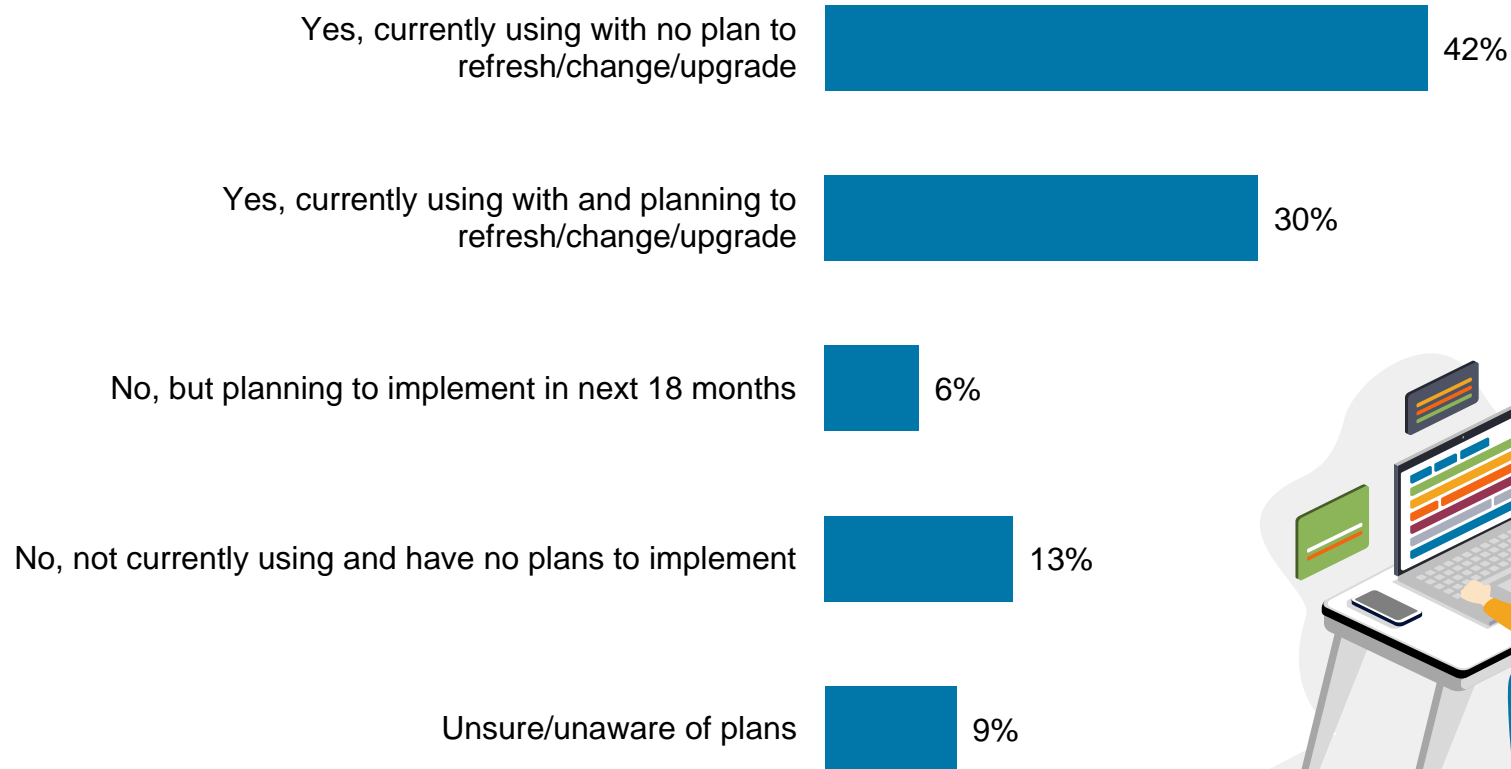 Yes, currently using with no plan to
refresh/change/upgrade
42%
Yes, currently using with and planning to
refresh/change/upgrade
30%
No, but planning to implement in next 18 months
6%
No, not currently using and have no plans to implement
13%
Unsure/unaware of plans
9%